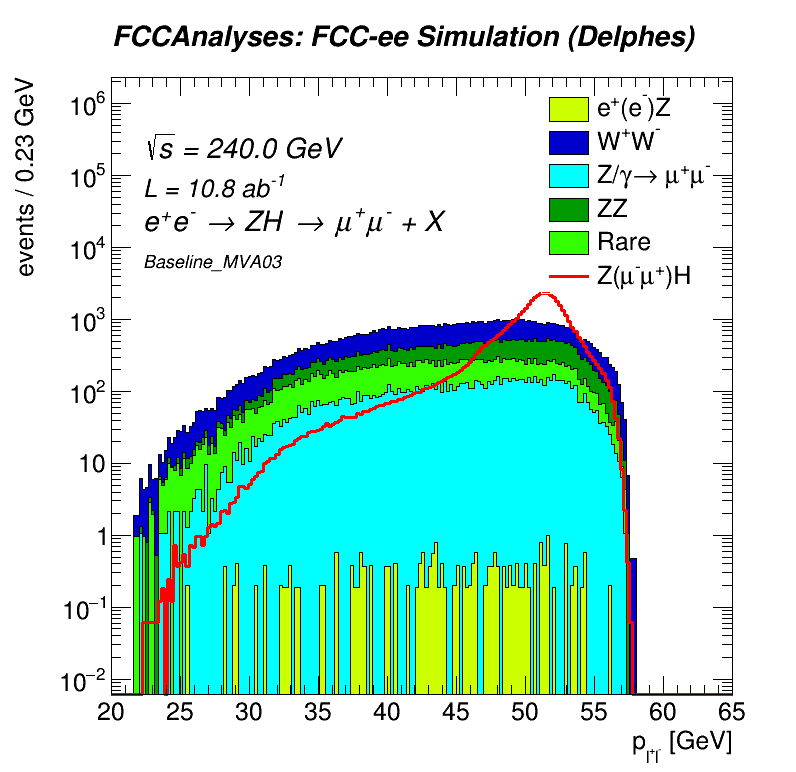 FCCAnalyses: FCC-ee Simulation (Delphes)
events / 0.23 GeV
10⁶
10⁵
10⁴
10³
10²
10
1
10⁻¹
10⁻²
√s = 240.0 GeV
L = 10.8 ab⁻¹
e⁺e⁻ → ZH → μ⁺μ⁻ + X
Baseline_MVA03
e⁺(e⁻)Z
W⁺W⁻
Z/γ→ μ⁺μ⁻
ZZ
Rare
Z(μ⁻μ⁺)H
20 25 30 35 40 45 50 55 60 65
p_l⁺l⁻ [GeV]